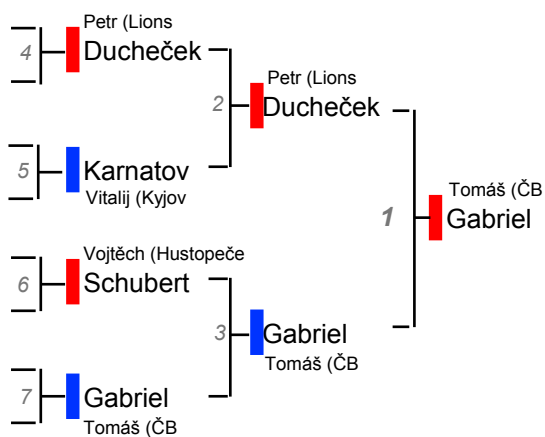 Petr (Lions
4
Ducheček
2
Petr (Lions
Ducheček
5
Karnatov
Vitalij (Kyjov
1
Tomáš (ČB
Gabriel
Vojtěch (Hustopeče
6
Schubert
3
Gabriel
Tomáš (ČB
7
Gabriel
Tomáš (ČB